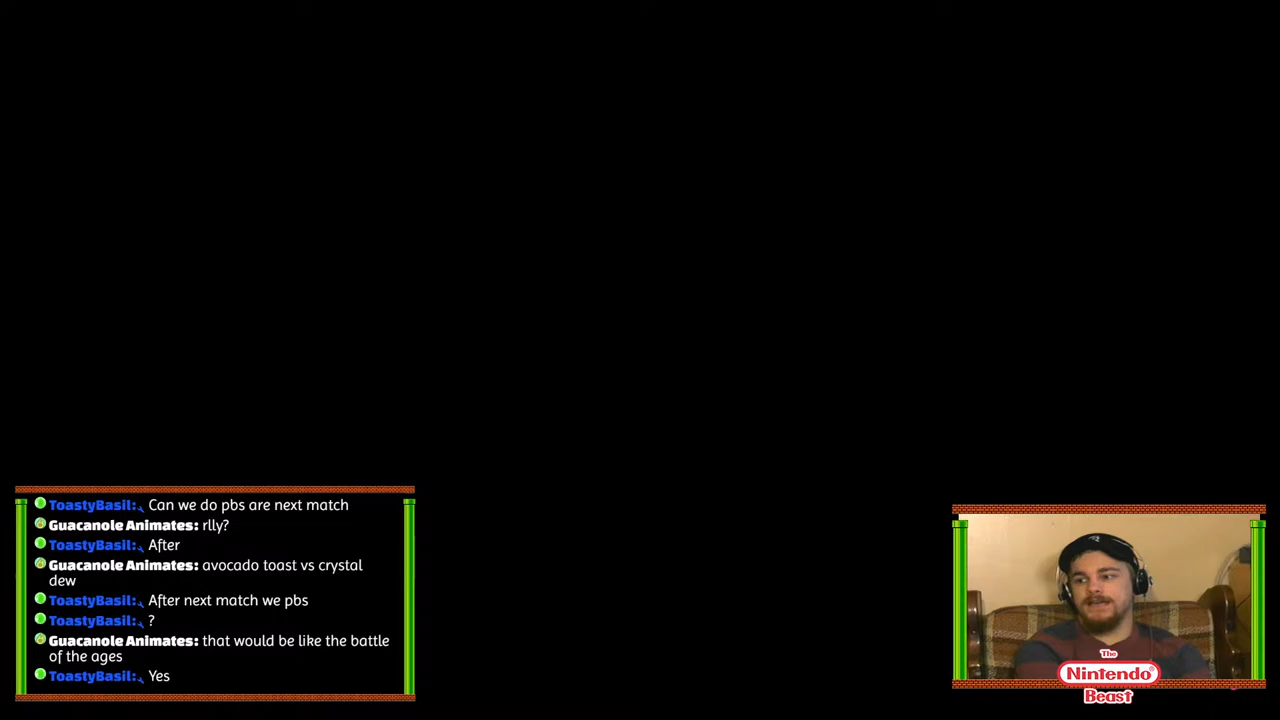 ToastyBasil: Can we do pbs are next match
Guacanole Animates: rlly?
ToastyBasil: After
Guacanole Animates: avocado toast vs crystal
dew
ToastyBasil: After next match we pbs
ToastyBasil: ?
Guacanole Animates: that would be like the battle
of the ages
ToastyBasil: Yes
The
Nintendo®
Beast